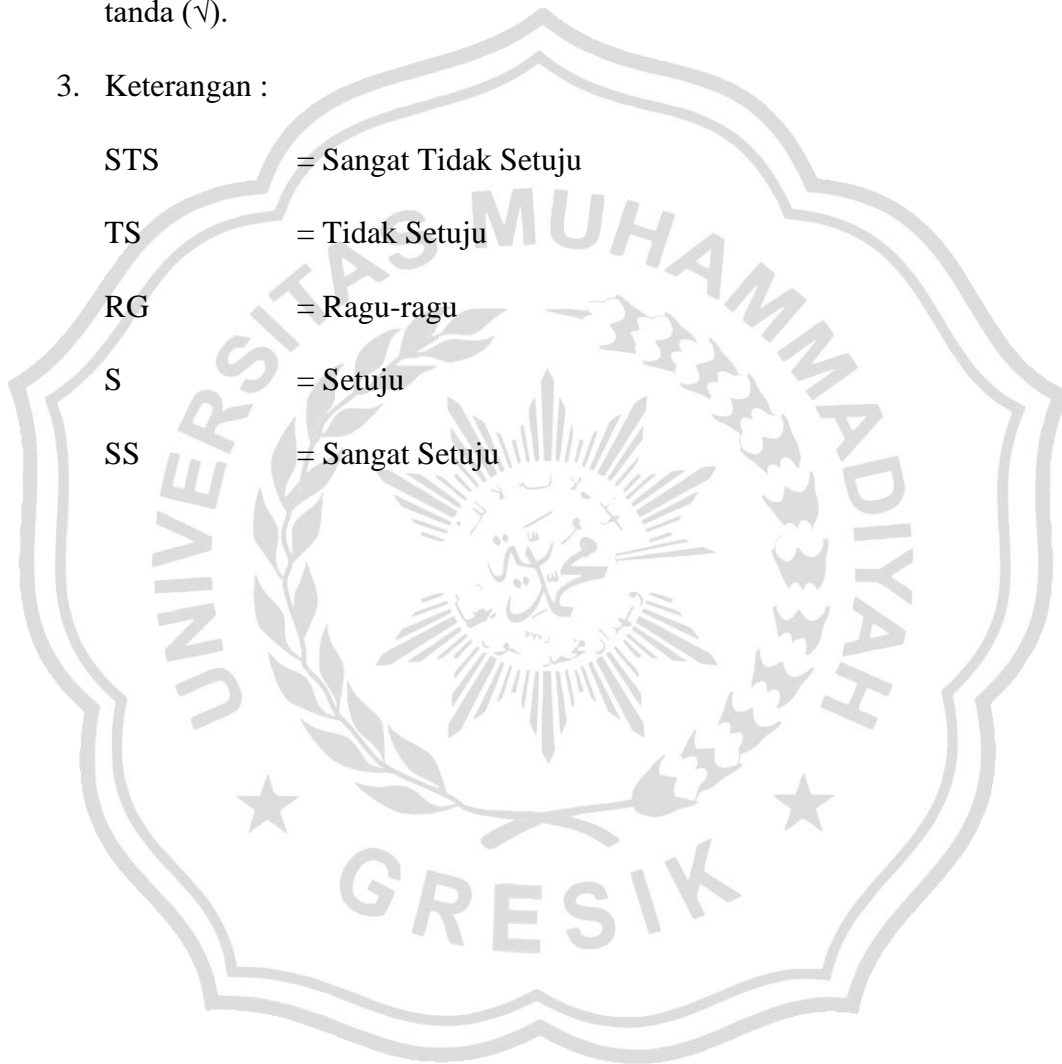 tanda (√).
3. Keterangan :
STS = Sangat Tidak Setuju
TS = Tidak Setuju
RG = Ragu-ragu
S = Setuju
SS = Sangat Setuju
UNIVERSITAS MUHAMMADIYAH
GRESIK